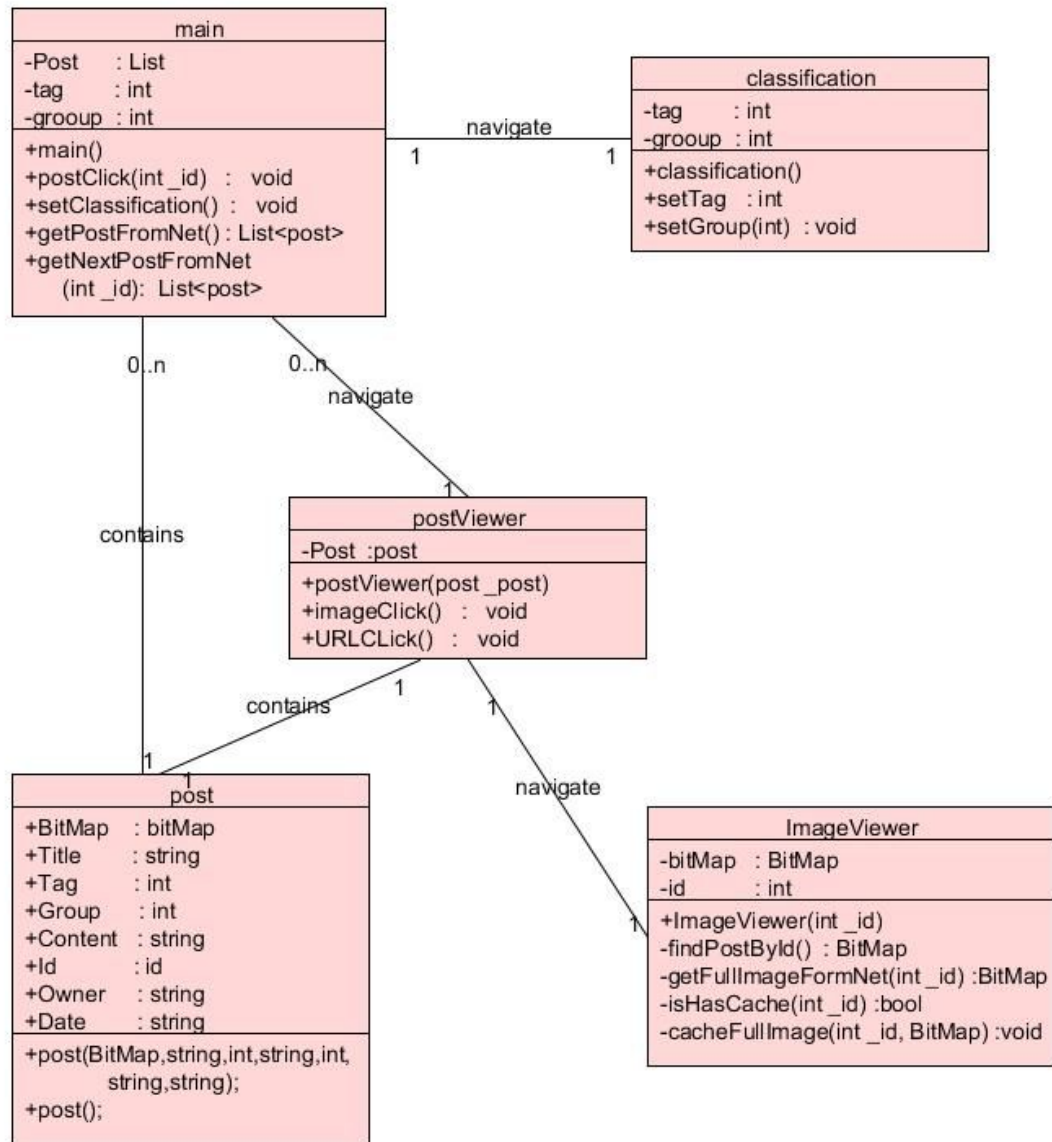 main
-Post : List
-tag : int
-grooup : int
+main()
+postClick(int _id) : void
+setClassification() : void
+getPostFromNet() : List<post>
+getNextPostFromNet
(int _id): List<post>
classification
-tag : int
-grooup : int
+classification()
+setTag : int
+setGroup(int) : void
navigate
1
1
0..n
0..n
navigate
1
contains
1
postViewer
-Post :post
+postViewer(post _post)
+imageClick() : void
+URLCLick() : void
1
contains
1
1
navigate
1
post
+BitMap : bitMap
+Title : string
+Tag : int
+Group : int
+Content : string
+Id : id
+Owner : string
+Date : string
+post(BitMap,string,int,string,int,
string,string);
+post();
ImageViewer
-bitMap : BitMap
-id : int
+ImageViewer(int _id)
-findPostById() : BitMap
-getFullImageFormNet(int _id) :BitMap
-isHasCache(int _id) :bool
-cacheFullImage(int _id, BitMap) :void